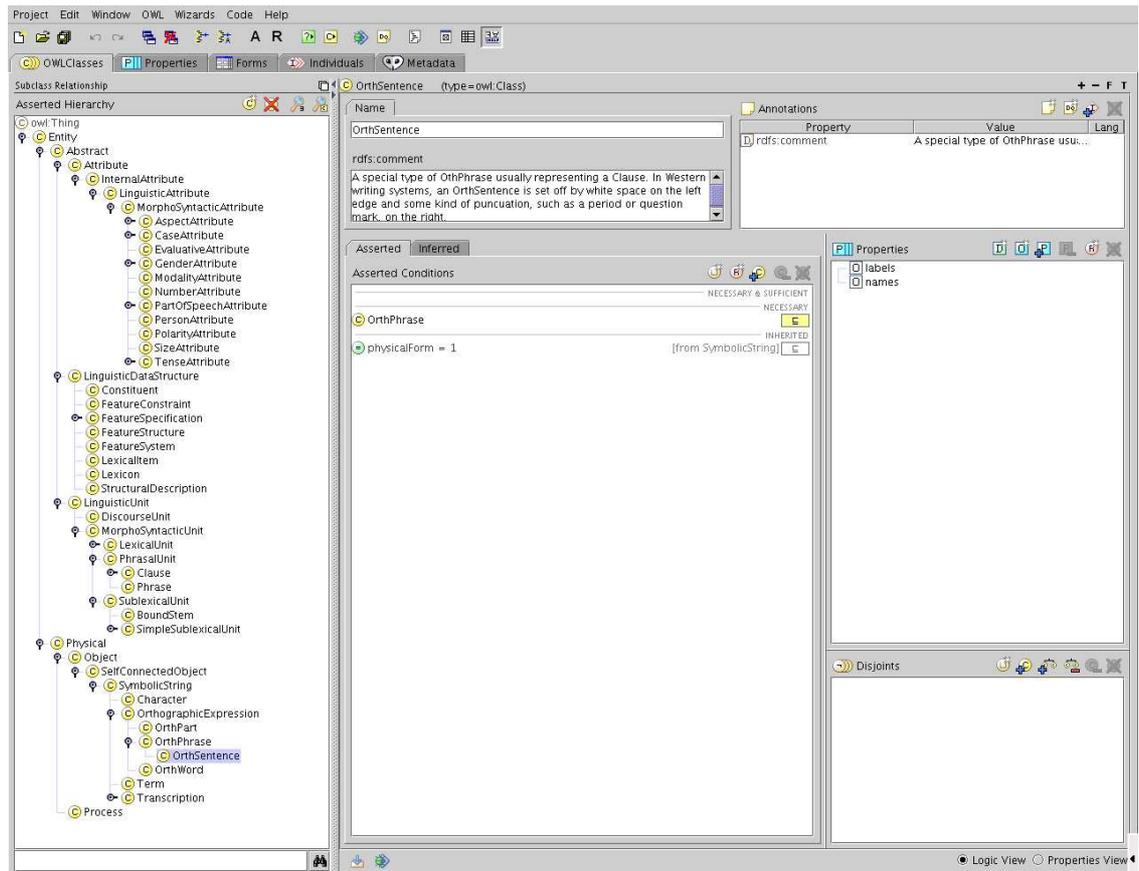 Project Edit Window OWL Wizards Code Help
A R
OWLClasses Properties Forms Individuals Metadata
Subclass Relationship
Asserted Hierarchy
owl:Thing
Entity
Abstract
Attribute
InternalAttribute
LinguisticAttribute
MorphoSyntacticAttribute
AspectAttribute
CaseAttribute
EvaluativeAttribute
GenderAttribute
ModalityAttribute
NumberAttribute
PartOfSpeechAttribute
PersonAttribute
PolarityAttribute
SizeAttribute
TenseAttribute
LinguisticDataStructure
Constituent
FeatureConstraint
FeatureSpecification
FeatureStructure
FeatureSystem
LexicalItem
Lexicon
StructuralDescription
LinguisticUnit
DiscourseUnit
MorphoSyntacticUnit
LexicalUnit
PhrasalUnit
Clause
Phrase
SublexicalUnit
BoundStem
SimpleSublexicalUnit
Physical
Object
SelfConnectedObject
SymbolicString
Character
OrthographicExpression
OrthPart
OrthPhrase
OrthSentence
OrthWord
Term
Transcription
Process
OrthSentence (type=owl:Class)
+ − F T
Name
OrthSentence
rdfs:comment
A special type of OthPhrase usually representing a Clause. In Western
writing systems, an OrthSentence is set off by white space on the left
edge and some kind of puncuation, such as a period or question
mark, on the right.
Annotations
Property Value Lang
rdfs:comment A special type of OthPhrase usu...
Asserted Inferred
Asserted Conditions
NECESSARY & SUFFICIENT
NECESSARY
OrthPhrase
INHERITED
physicalForm = 1 [from SymbolicString]
Properties
labels
names
Disjoints
Logic View Properties View